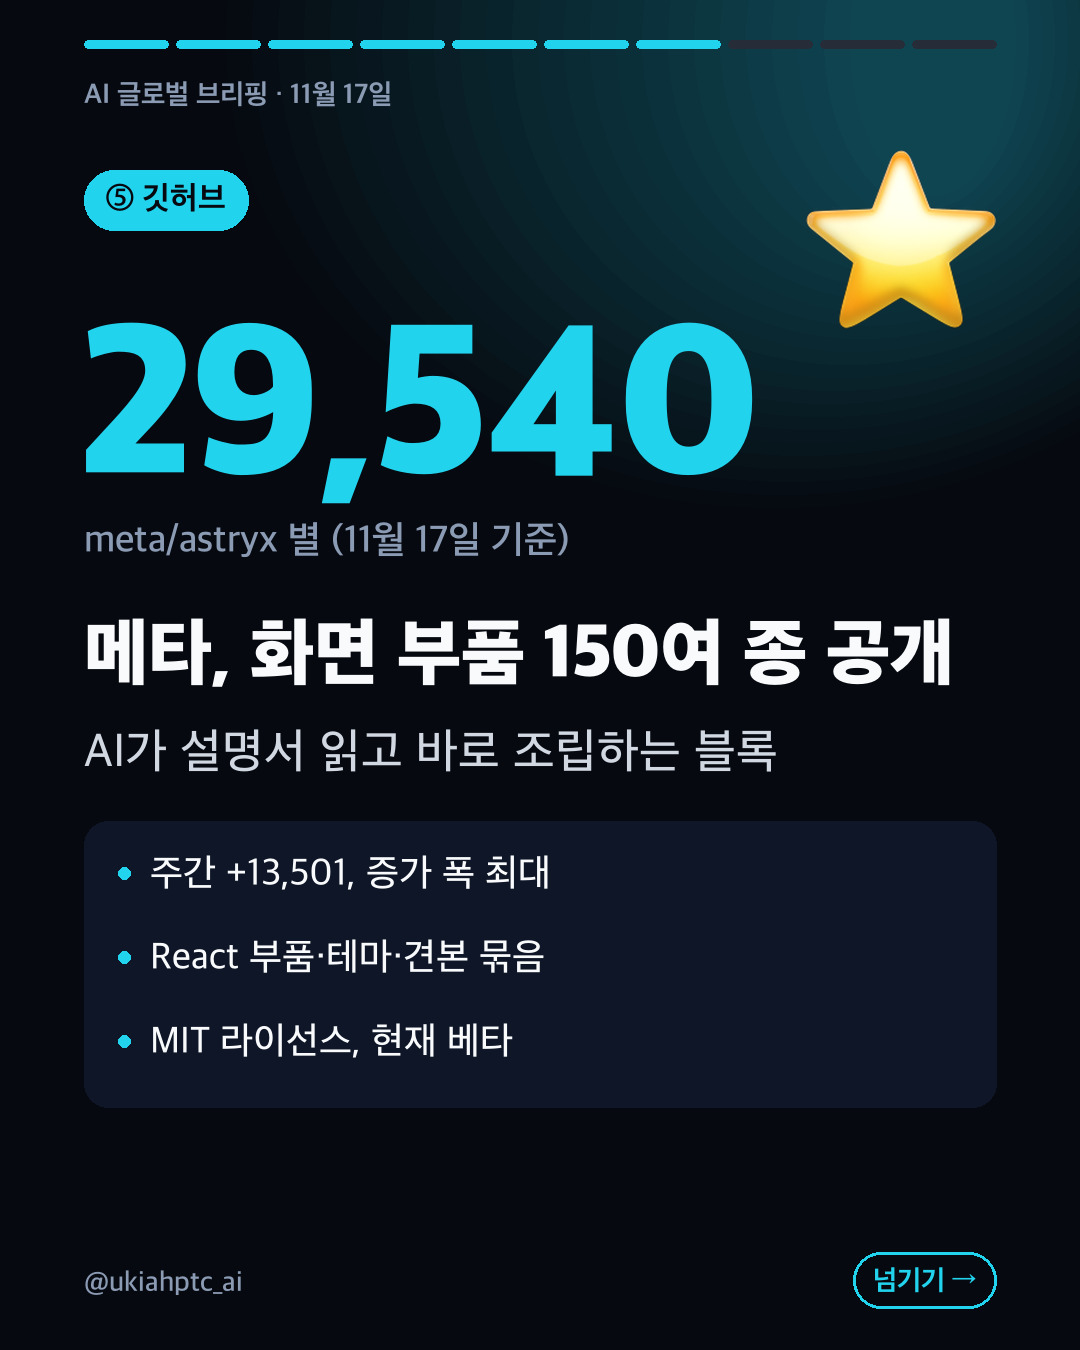 AI 글로벌 브리핑 · 11월 17일
⑤ 깃허브
29,540
meta/astryx 별 (11월 17일 기준)
메타, 화면 부품 150여 종 공개
AI가 설명서 읽고 바로 조립하는 블록
주간 +13,501, 증가 폭 최대
React 부품·테마·견본 묶음
MIT 라이선스, 현재 베타
@ukiahptc_ai
넘기기 →